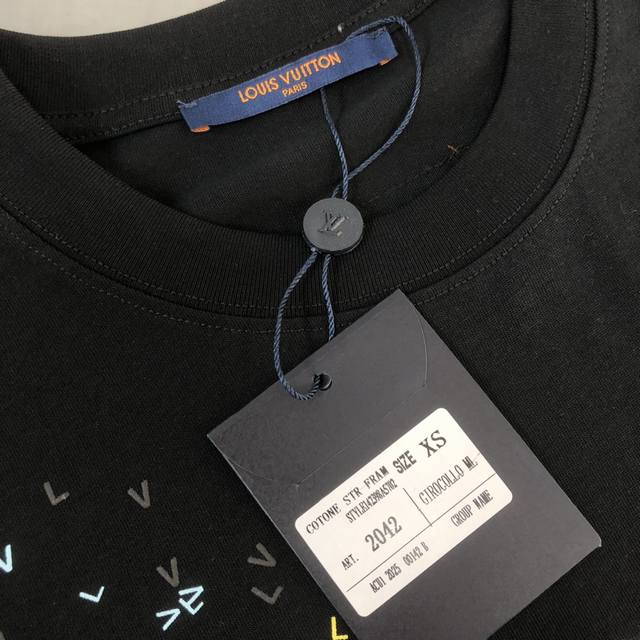 LOUIS VUITTON
PARIS
COTONE STR FRAM SIZE XS
ART. 2042 GIROCOLLO ML
GROUP NAME